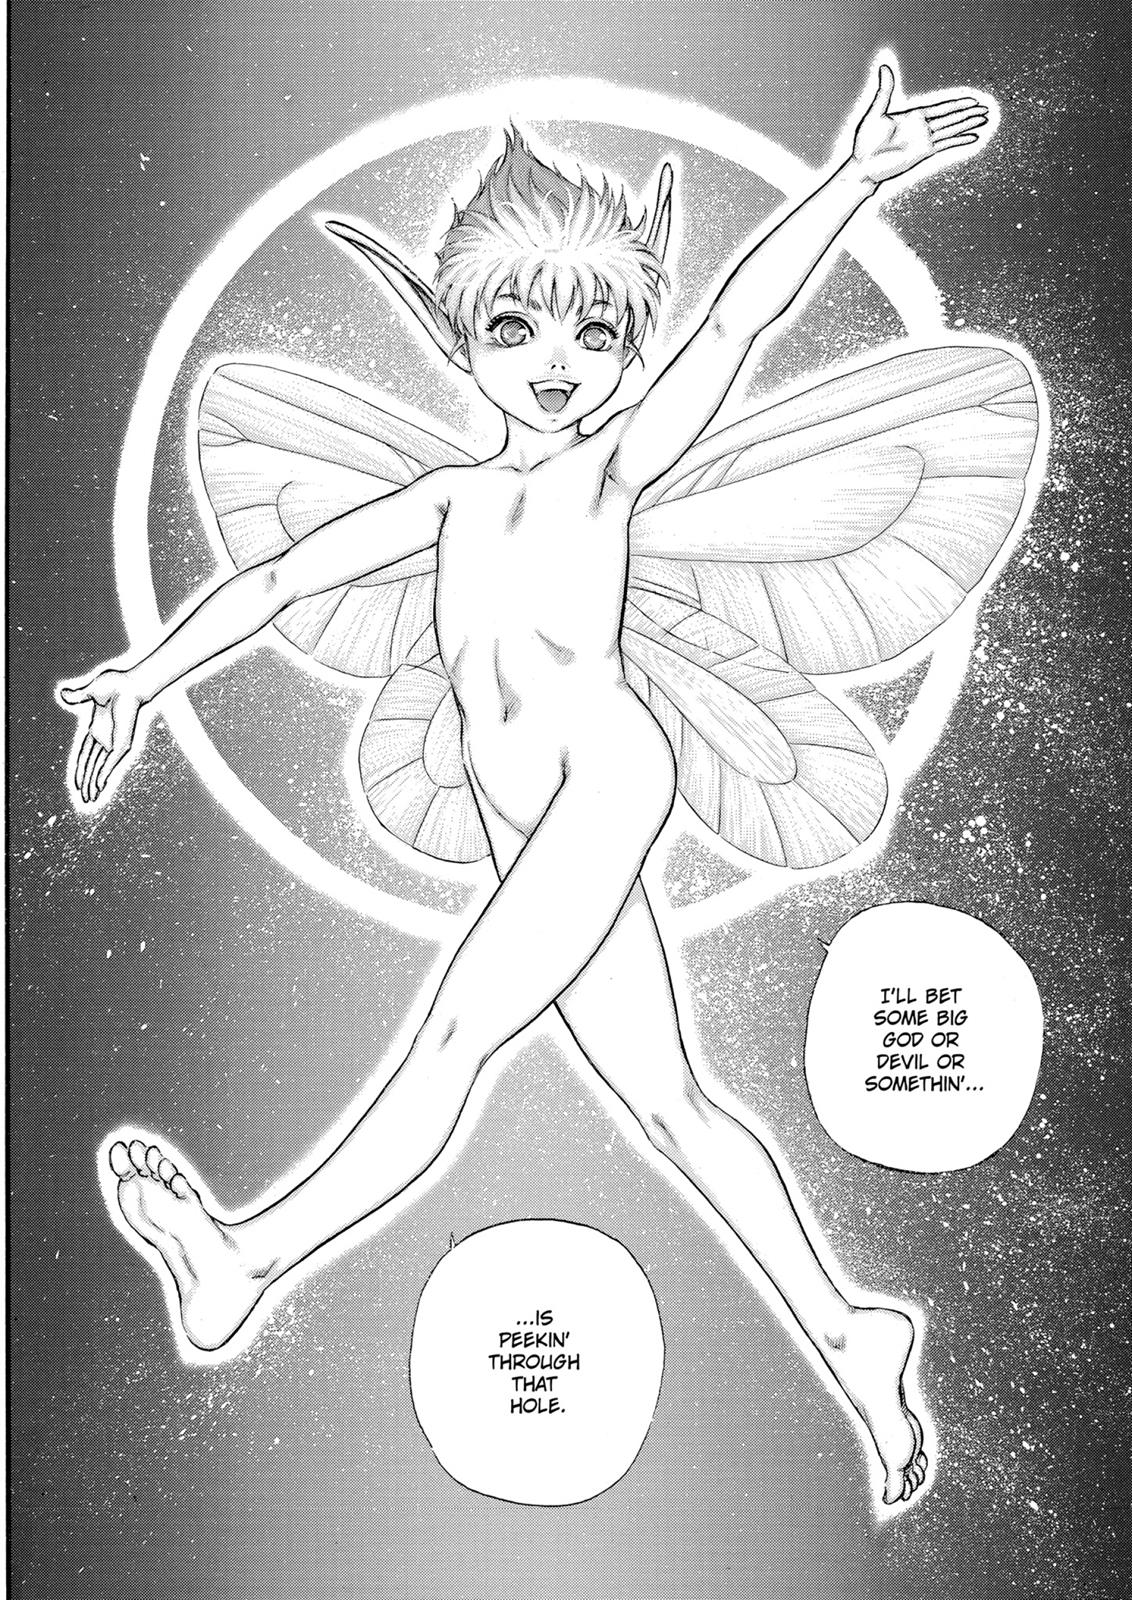 I'LL BET
SOME BIG
GOD OR
DEVIL OR
SOMETHIN'...
...IS
PEEKIN'
THROUGH
THAT
HOLE.